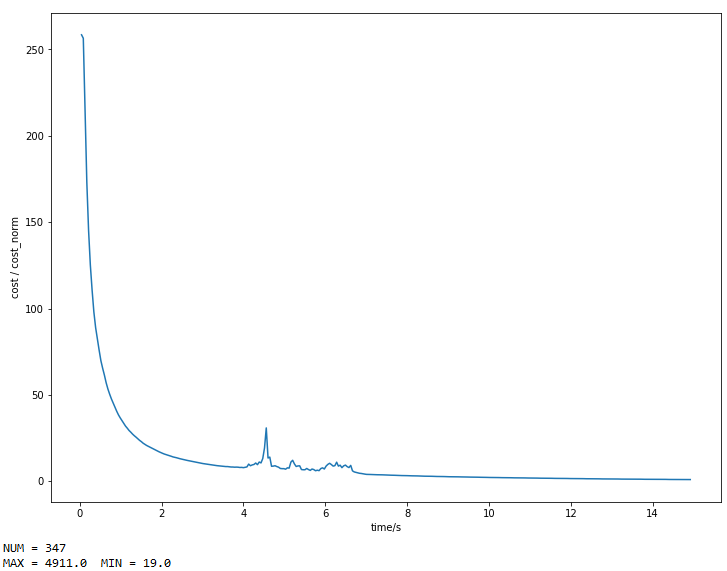 250
200
150
100
50
0
cost / cost_norm
0 2 4 6 8 10 12 14
time/s
NUM = 347
MAX = 4911.0 MIN = 19.0